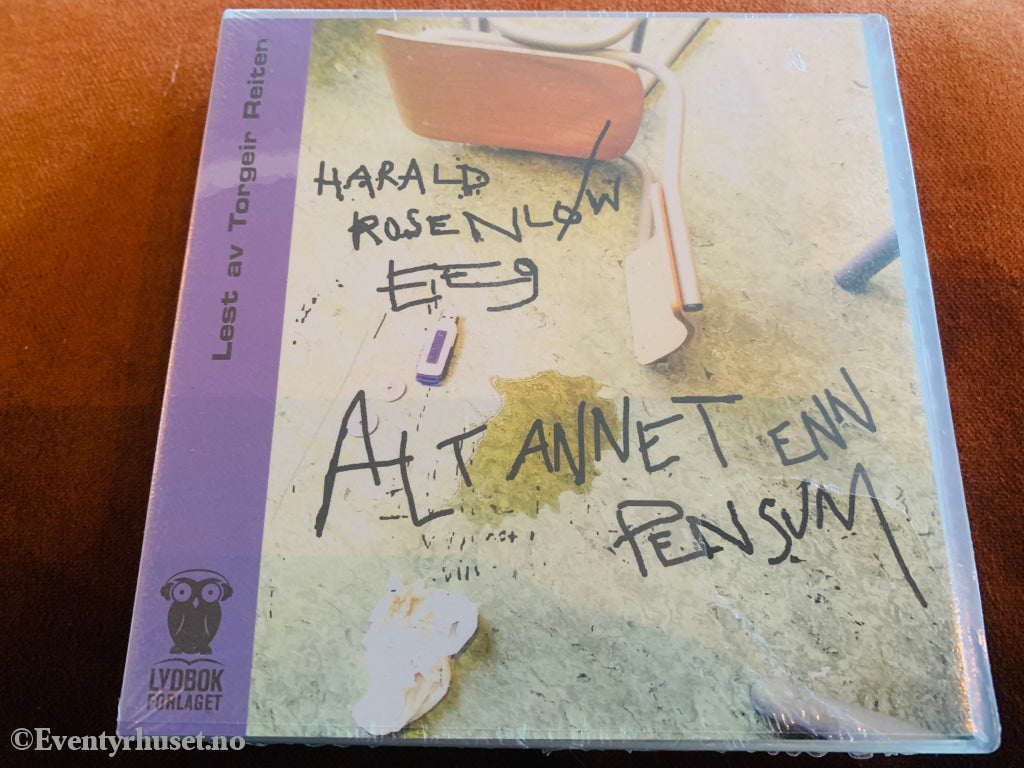 Lest av Torgeir Reiten
HARALD
ROSENLØW
EEg
ALT ANNET ENN
PENSUM
LYDBOK
FORLAGET
©Eventyrhuset.no